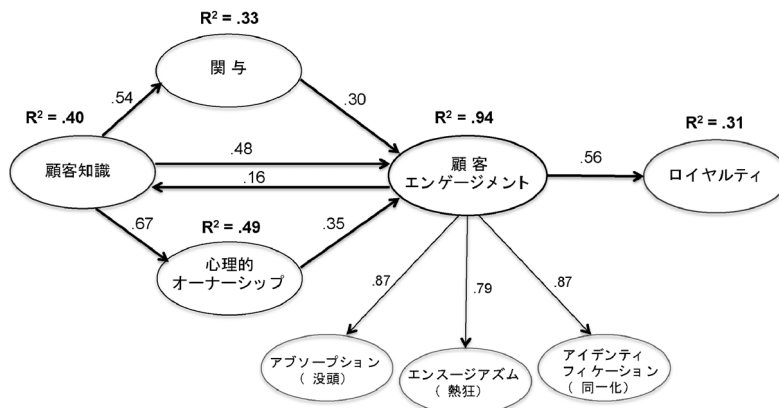 R² = .33
関与
.54
.30
R² = .40
R² = .94
R² = .31
顧客知識
.48
.16
顧客
エンゲージメント
.56
ロイヤルティ
.67
R² = .49
.35
心理的
オーナーシップ
.87
.79
.87
アブソープション
（没頭）
エンスージアズム
（熱狂）
アイデンティ
フィケーション
（同一化）